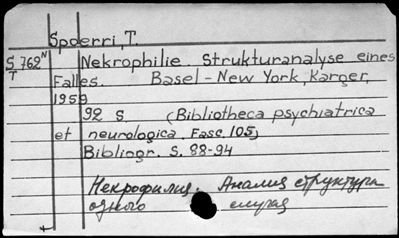 Spoerri, T.
S 762ᴺ Nekrophilie. Strukturanalyse eines
T Falles. Basel-New York, Karger,
1959
92 S. (Bibliotheca psychiatrica
et neurologica. Fasc. 105)
Bibliogr. S. 88-94
Некрофилия. Анализ структура
одного случая